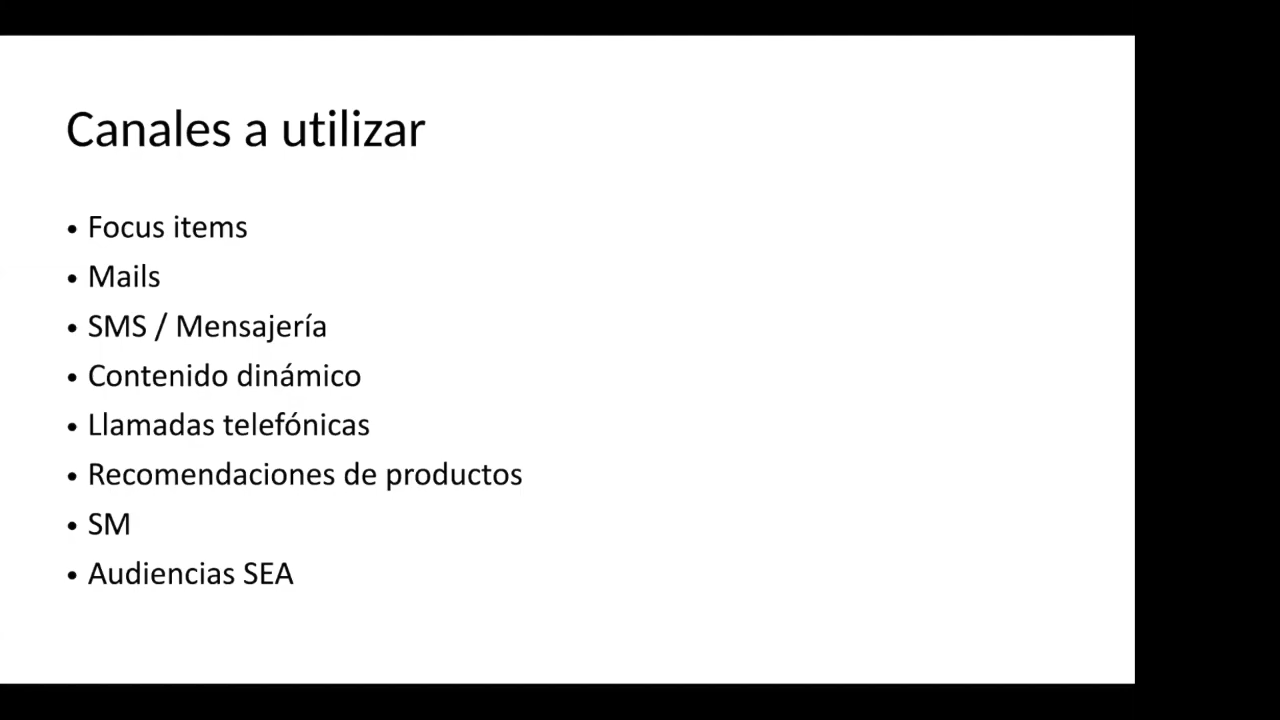 Canales a utilizar
• Focus items
• Mails
• SMS / Mensajería
• Contenido dinámico
• Llamadas telefónicas
• Recomendaciones de productos
• SM
• Audiencias SEA